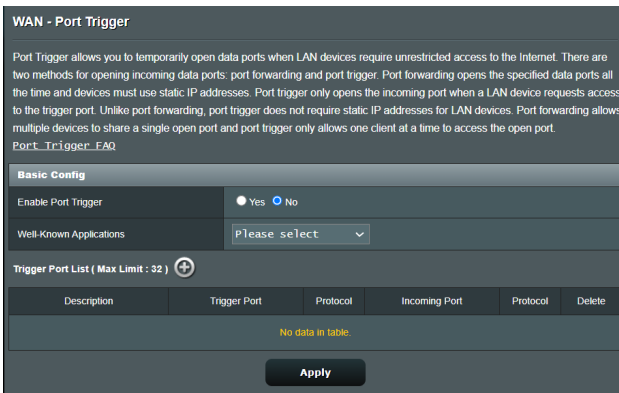 WAN - Port Trigger
Port Trigger allows you to temporarily open data ports when LAN devices require unrestricted access to the Internet. There are
two methods for opening incoming data ports: port forwarding and port trigger. Port forwarding opens the specified data ports all
the time and devices must use static IP addresses. Port trigger only opens the incoming port when a LAN device requests access
to the trigger port. Unlike port forwarding, port trigger does not require static IP addresses for LAN devices. Port forwarding allows
multiple devices to share a single open port and port trigger only allows one client at a time to access the open port.
Port Trigger FAQ
Basic Config
Enable Port Trigger Yes No
Well-Known Applications Please select
Trigger Port List ( Max Limit : 32 )
Description Trigger Port Protocol Incoming Port Protocol Delete
No data in table.
Apply